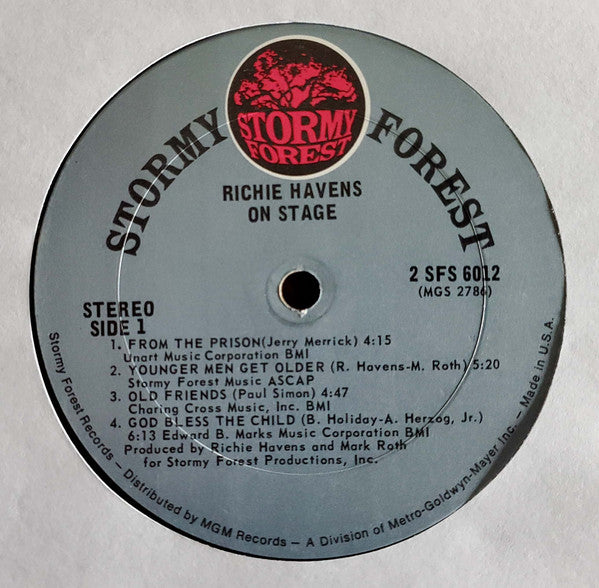 STORMY FOREST
STORMY
FOREST
RICHIE HAVENS
ON STAGE
2 SFS 6012
(MGS 2786)
STEREO
SIDE 1
1. FROM THE PRISON(Jerry Merrick) 4:15
Unart Music Corporation BMI
2. YOUNGER MEN GET OLDER (R. Havens-M. Roth) 5:20
Stormy Forest Music ASCAP
3. OLD FRIENDS (Paul Simon) 4:47
Charing Cross Music, Inc. BMI
4. GOD BLESS THE CHILD (B. Holiday-A. Herzog, Jr.)
6:13 Edward B. Marks Music Corporation BMI
Produced by Richie Havens and Mark Roth
for Stormy Forest Productions, Inc.
Stormy Forest Records – Distributed by MGM Records – A Division of Metro-Goldwyn-Mayer Inc. – Made in U.S.A.